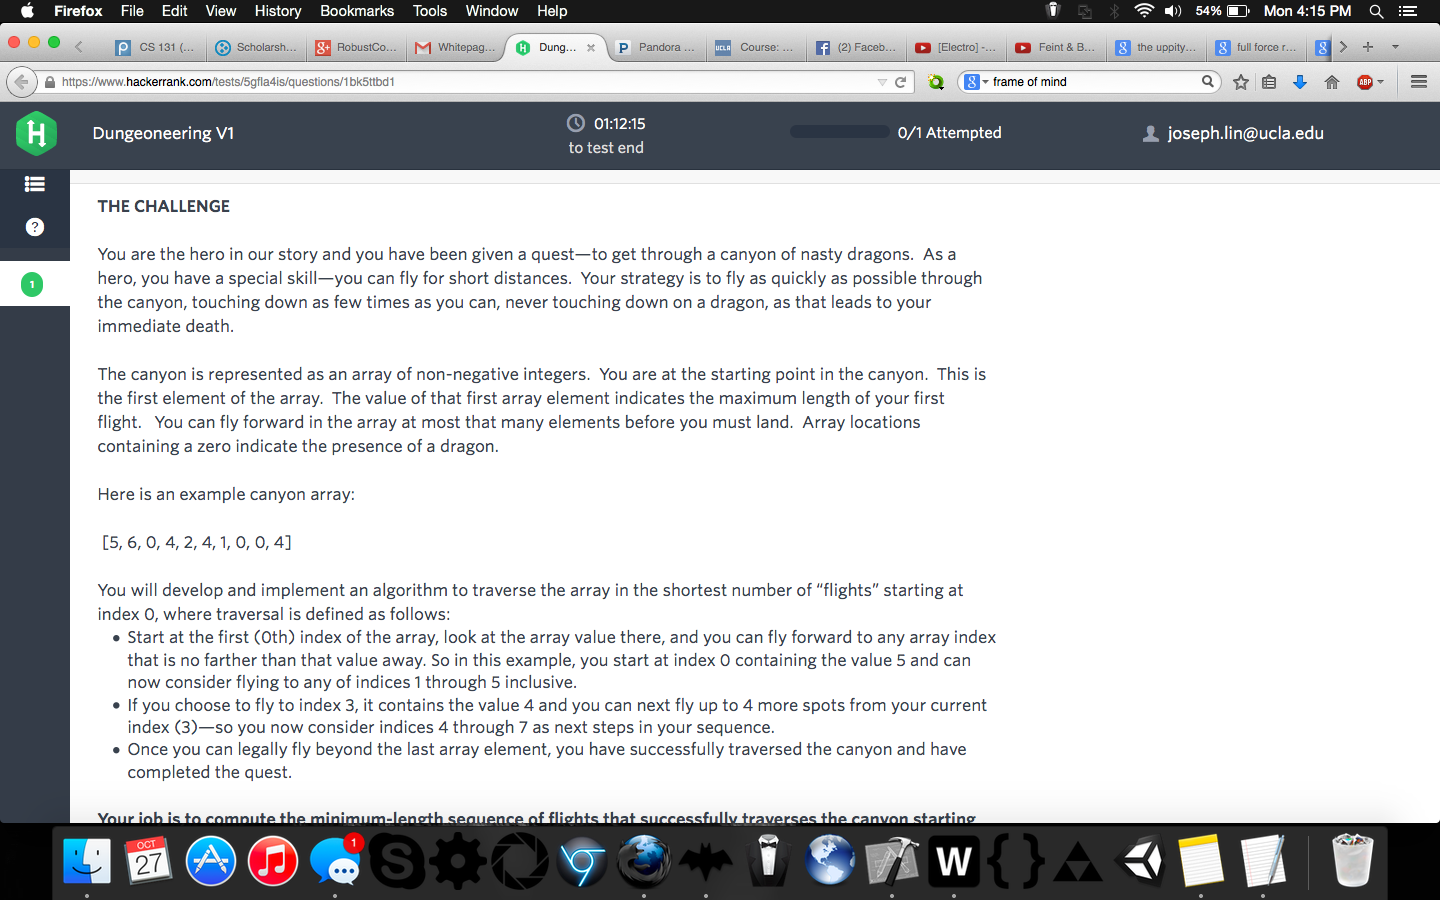 Firefox File Edit View History Bookmarks Tools Window Help 54% Mon 4:15 PM
CS 131 (... Scholarsh... RobustCo... Whitepag... Dung... Pandora ... Course: ... (2) Faceb... [Electro] -... Feint & B... the uppity... full force r...
https://www.hackerrank.com/tests/5gfla4is/questions/1bk5ttbd1 frame of mind ABP
Dungeoneering V1 01:12:15 0/1 Attempted joseph.lin@ucla.edu
to test end
?
1
THE CHALLENGE
You are the hero in our story and you have been given a quest—to get through a canyon of nasty dragons. As a
hero, you have a special skill—you can fly for short distances. Your strategy is to fly as quickly as possible through
the canyon, touching down as few times as you can, never touching down on a dragon, as that leads to your
immediate death.
The canyon is represented as an array of non-negative integers. You are at the starting point in the canyon. This is
the first element of the array. The value of that first array element indicates the maximum length of your first
flight. You can fly forward in the array at most that many elements before you must land. Array locations
containing a zero indicate the presence of a dragon.
Here is an example canyon array:
[5, 6, 0, 4, 2, 4, 1, 0, 0, 4]
You will develop and implement an algorithm to traverse the array in the shortest number of “flights” starting at
index 0, where traversal is defined as follows:
• Start at the first (0th) index of the array, look at the array value there, and you can fly forward to any array index
that is no farther than that value away. So in this example, you start at index 0 containing the value 5 and can
now consider flying to any of indices 1 through 5 inclusive.
• If you choose to fly to index 3, it contains the value 4 and you can next fly up to 4 more spots from your current
index (3)—so you now consider indices 4 through 7 as next steps in your sequence.
• Once you can legally fly beyond the last array element, you have successfully traversed the canyon and have
completed the quest.
Your job is to compute the minimum-length sequence of flights that successfully traverses the canyon starting
OCT
27
1
W